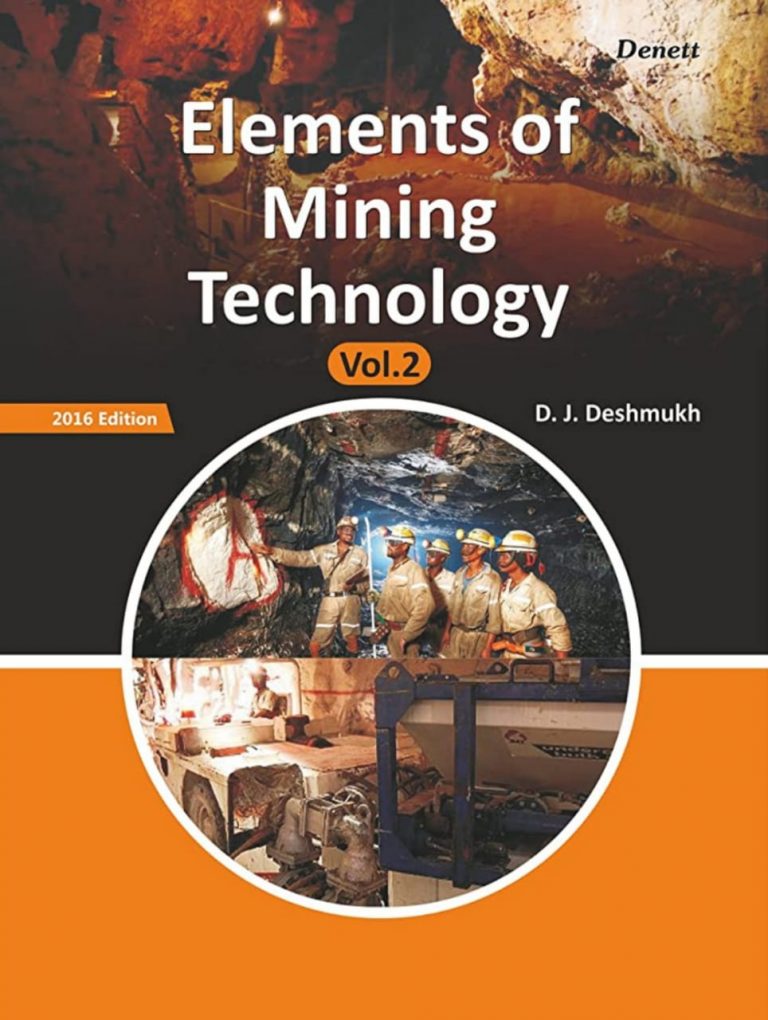 Denett
Elements of
Mining
Technology
Vol.2
2016 Edition
D. J. Deshmukh